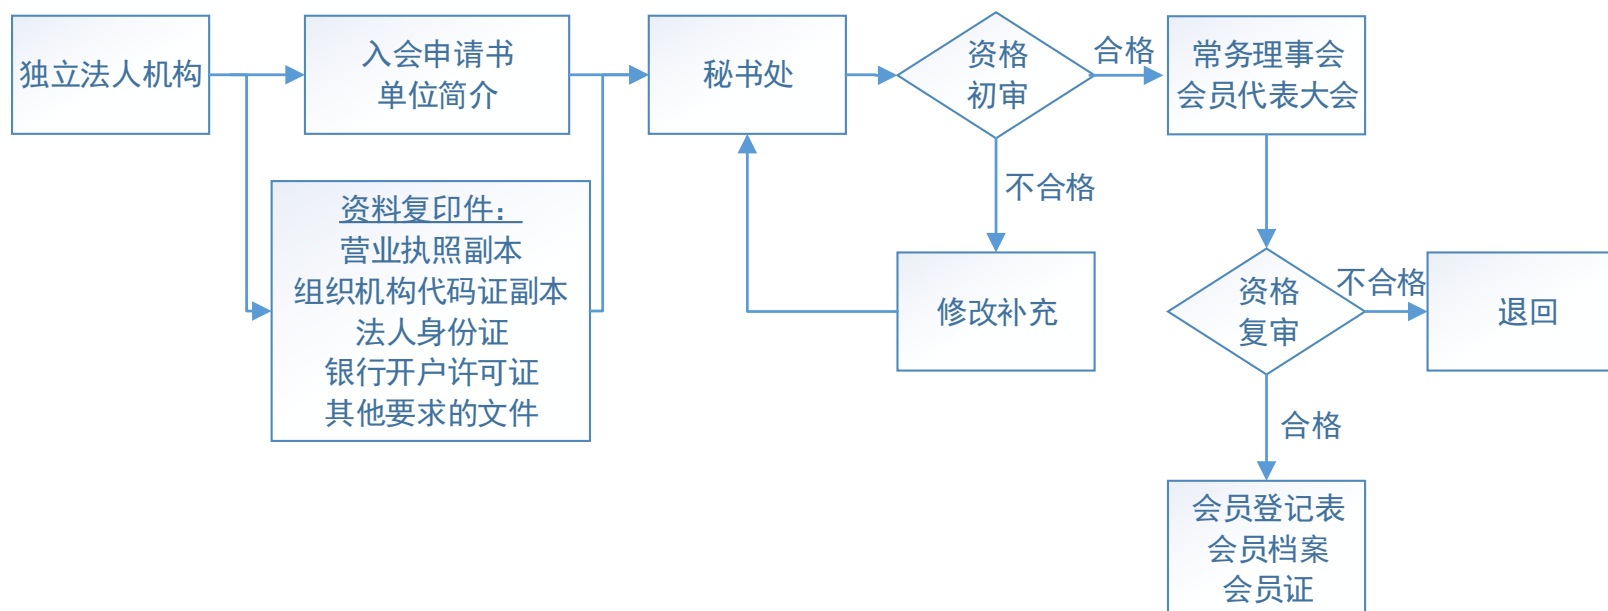 独立法人机构
入会申请书
单位简介
秘书处
资格
初审
合格
常务理事会
会员代表大会
不合格
资料复印件：
营业执照副本
组织机构代码证副本
法人身份证
银行开户许可证
其他要求的文件
修改补充
资格
复审
不合格
退回
合格
会员登记表
会员档案
会员证